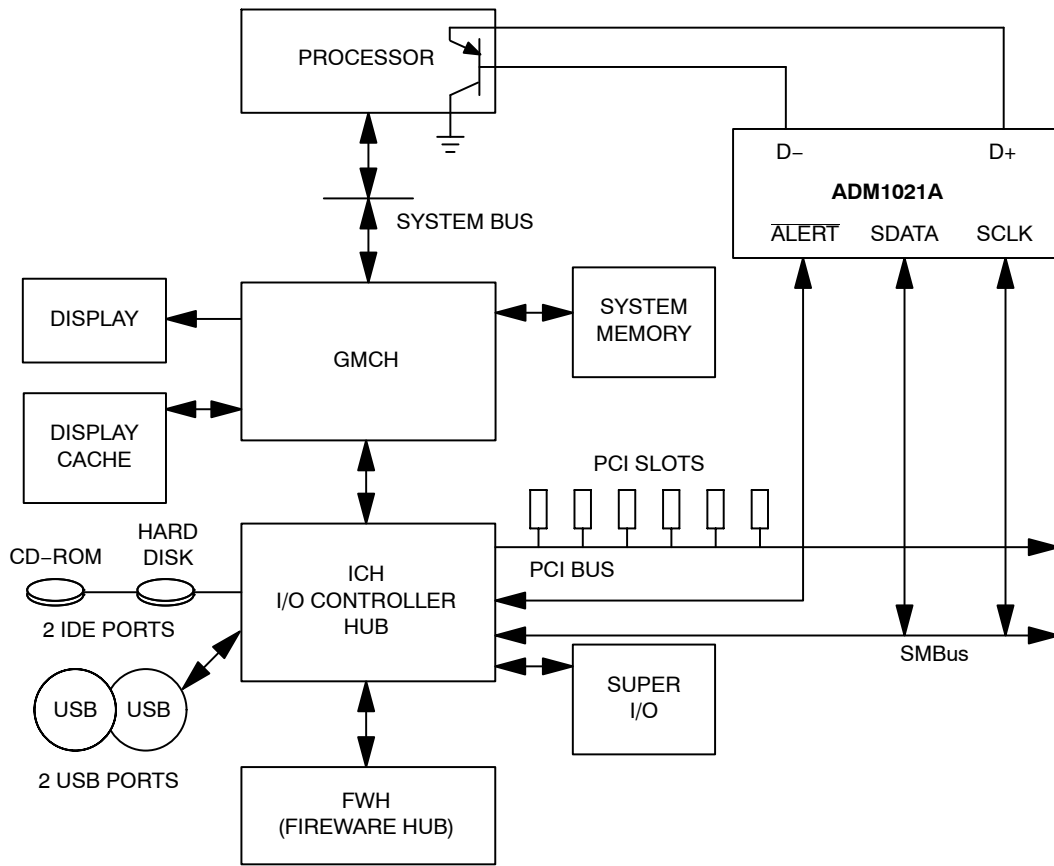 PROCESSOR
D−
D+
ADM1021A
ALERT
SDATA
SCLK
SYSTEM BUS
DISPLAY
GMCH
SYSTEM
MEMORY
DISPLAY
CACHE
PCI SLOTS
CD−ROM
HARD
DISK
ICH
I/O CONTROLLER
HUB
PCI BUS
2 IDE PORTS
SMBus
USB
USB
SUPER
I/O
2 USB PORTS
FWH
(FIREWARE HUB)